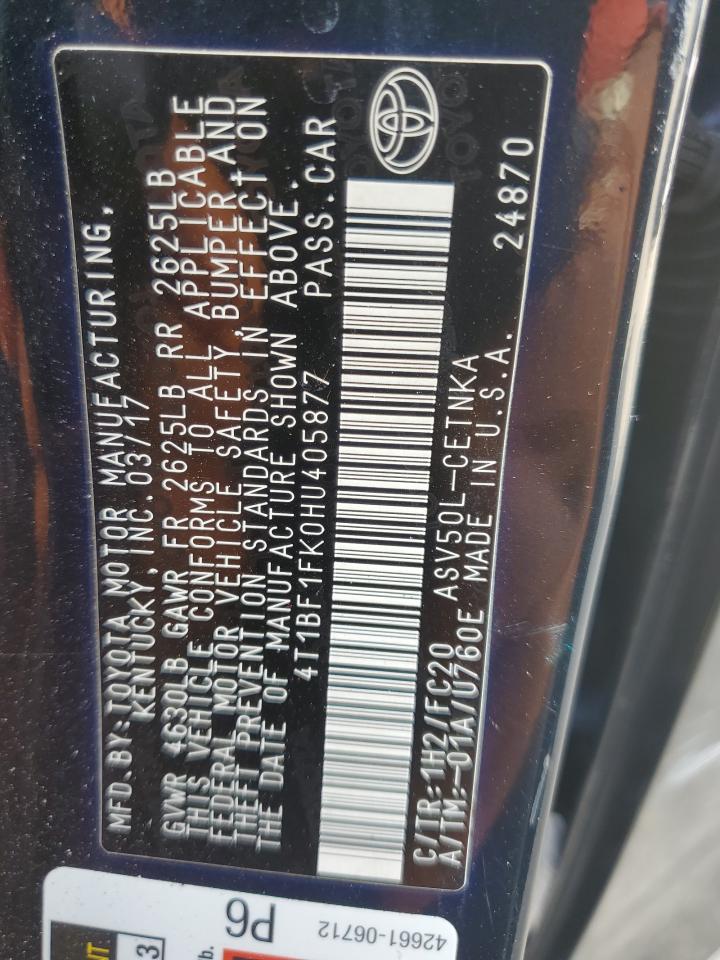 MFD.BY:TOYOTA MOTOR MANUFACTURING,
KENTUCKY, INC. 03/17
GVWR 4630LB GAWR FR 2625LB RR 2625LB
THIS VEHICLE CONFORMS TO ALL APPLICABLE
FEDERAL MOTOR VEHICLE SAFETY, BUMPER, AND
THEFT PREVENTION STANDARDS IN EFFECT ON
THE DATE OF MANUFACTURE SHOWN ABOVE.
4T1BF1FK0HU405877 PASS.CAR
C/TR:1H2/FC20 ASV50L-CETNKA
A/TM:-01A/U760E MADE IN U.S.A.
24870
P6
42661-06712
NT
3
b.